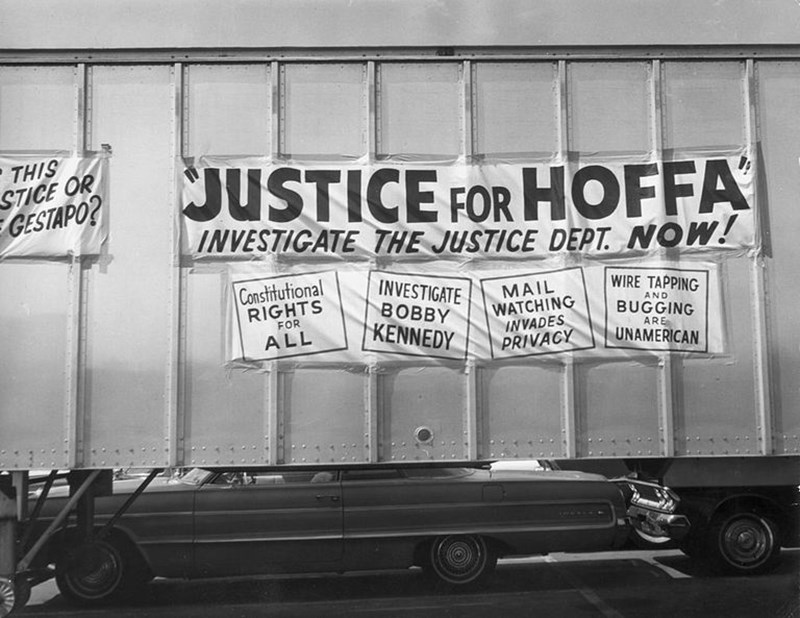 THIS
STICE OR
GESTAPO?
"JUSTICE FOR HOFFA"
INVESTIGATE THE JUSTICE DEPT. NOW!
Constitutional
RIGHTS
FOR
ALL
INVESTIGATE
BOBBY
KENNEDY
MAIL
WATCHING
INVADES
PRIVACY
WIRE TAPPING
AND
BUGGING
ARE
UNAMERICAN